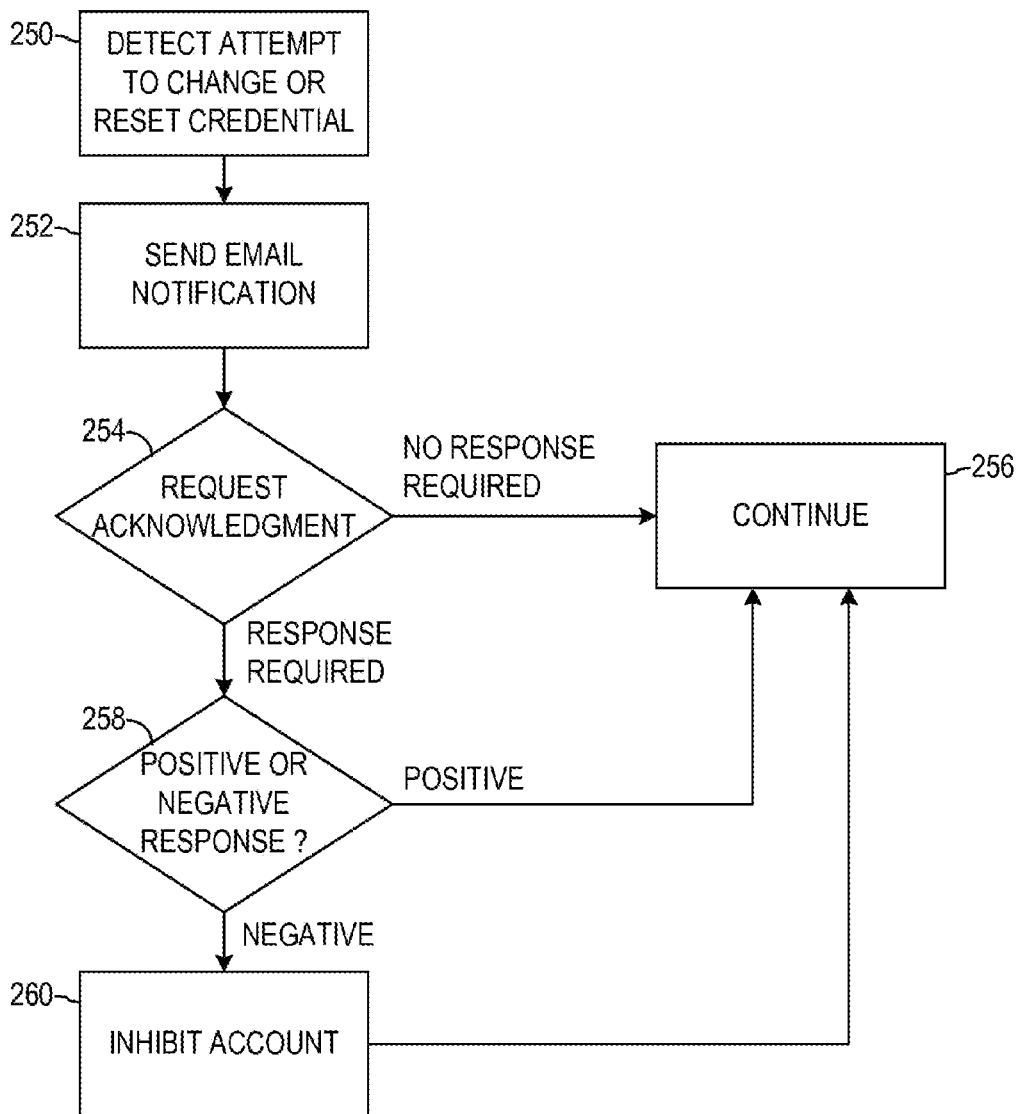 250
DETECT ATTEMPT
TO CHANGE OR
RESET CREDENTIAL
252
SEND EMAIL
NOTIFICATION
254
REQUEST
ACKNOWLEDGMENT
NO RESPONSE
REQUIRED
CONTINUE
256
RESPONSE
REQUIRED
258
POSITIVE OR
NEGATIVE
RESPONSE ?
POSITIVE
NEGATIVE
260
INHIBIT ACCOUNT